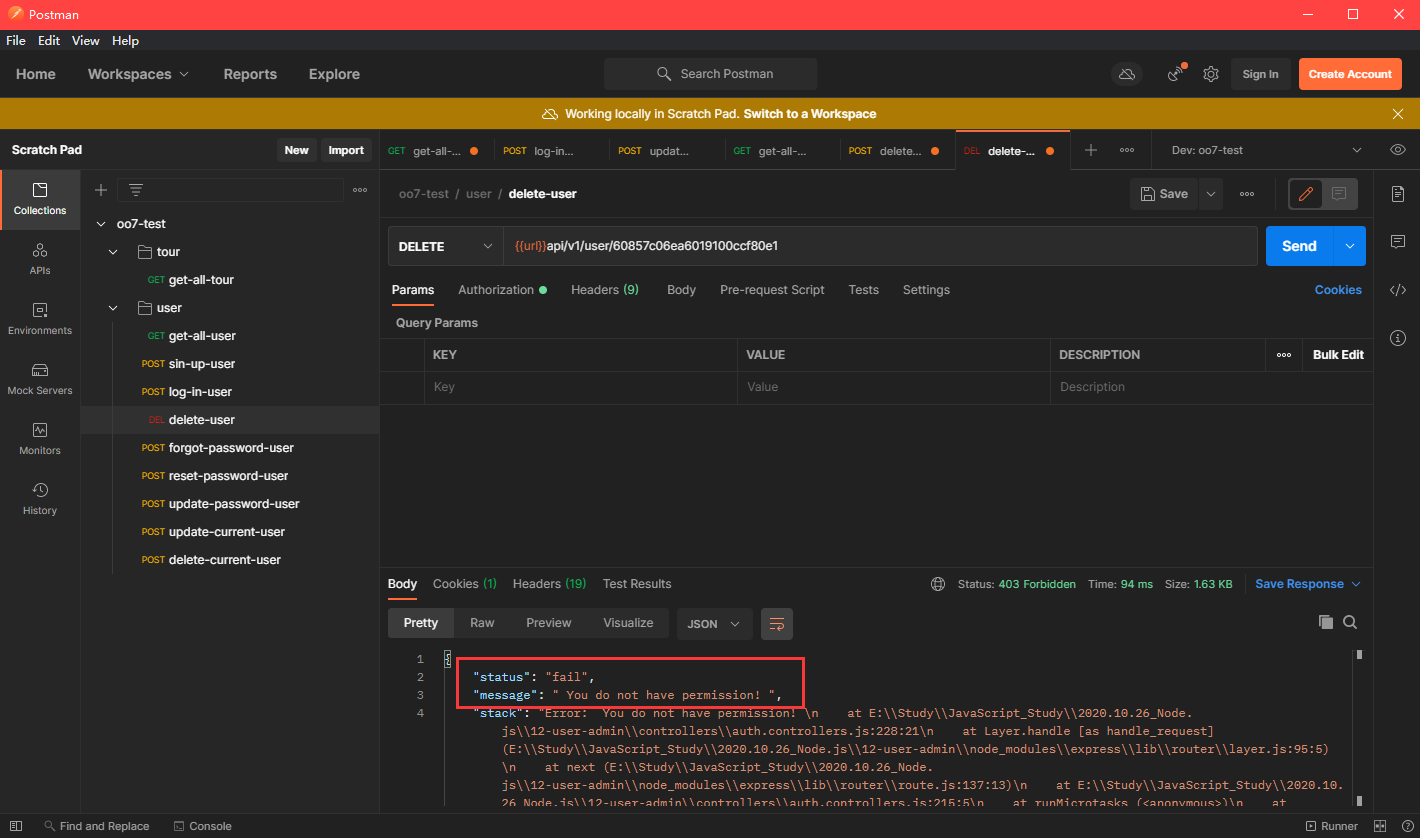 Postman
File Edit View Help
Home Workspaces Reports Explore Search Postman Sign In Create Account
Working locally in Scratch Pad. Switch to a Workspace
Scratch Pad New Import
GET get-all-... POST log-in... POST updat... GET get-all-... POST delete... DEL delete-... Dev: oo7-test
Collections
APIs
Environments
Mock Servers
Monitors
History
oo7-test
tour
GET get-all-tour
user
GET get-all-user
POST sin-up-user
POST log-in-user
DEL delete-user
POST forgot-password-user
POST reset-password-user
POST update-password-user
POST update-current-user
POST delete-current-user
oo7-test / user / delete-user Save
DELETE {{url}}api/v1/user/60857c06ea6019100ccf80e1 Send
Params Authorization Headers (9) Body Pre-request Script Tests Settings Cookies
Query Params
KEY VALUE DESCRIPTION Bulk Edit
Key Value Description
Body Cookies (1) Headers (19) Test Results Status: 403 Forbidden Time: 94 ms Size: 1.63 KB Save Response
Pretty Raw Preview Visualize JSON
1 {
2 "status": "fail",
3 "message": " You do not have permission! ",
4 "stack": "Error:  You do not have permission! \n    at E:\\Study\\JavaScript_Study\\2020.10.26_Node.
js\\12-user-admin\\controllers\\auth.controllers.js:228:21\n    at Layer.handle [as handle_request]
(E:\\Study\\JavaScript_Study\\2020.10.26_Node.js\\12-user-admin\\node_modules\\express\\lib\\router\\layer.js:95:5)
\n    at next (E:\\Study\\JavaScript_Study\\2020.10.26_Node.
js\\12-user-admin\\node_modules\\express\\lib\\router\\route.js:137:13)\n    at E:\\Study\\JavaScript_Study\\2020.10.
26_Node.js\\12-user-admin\\controllers\\auth.controllers.js:215:5\n    at runMicrotasks (<anonymous>)\n    at
Find and Replace Console Runner